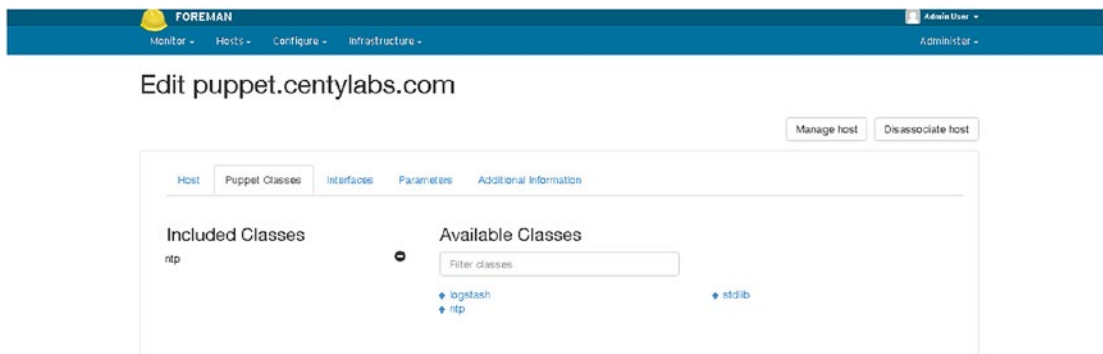 FOREMAN
Admin User
Monitor Hosts Configure Infrastructure
Administer
Edit puppet.centylabs.com
Manage host Disassociate host
Host Puppet Classes Interfaces Parameters Additional Information
Included Classes
ntp
Available Classes
Filter classes
logstash
ntp
stdlib